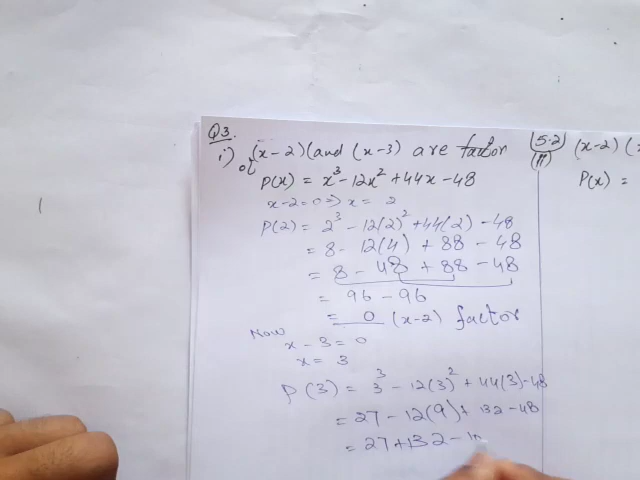 Q3.
i) (x-2) (and (x-3) are factor
of
P(x) = x³-12x²+44x-48
x-2=0 ⇒ x = 2
P(2) = 2³ - 12(2)² +44(2) -48
= 8- 12(4) + 88 - 48
= 8 - 48 + 88 - 48
= 96 - 96
= 0 (x-2) factor
Now
x - 3 = 0
x = 3
P(3) = 3³ - 12(3)² + 44(3) -48
= 27 - 12(9) + 132 - 48
= 27+132 - 10
(5.2) (x-2) (
(ii)
P(x) =